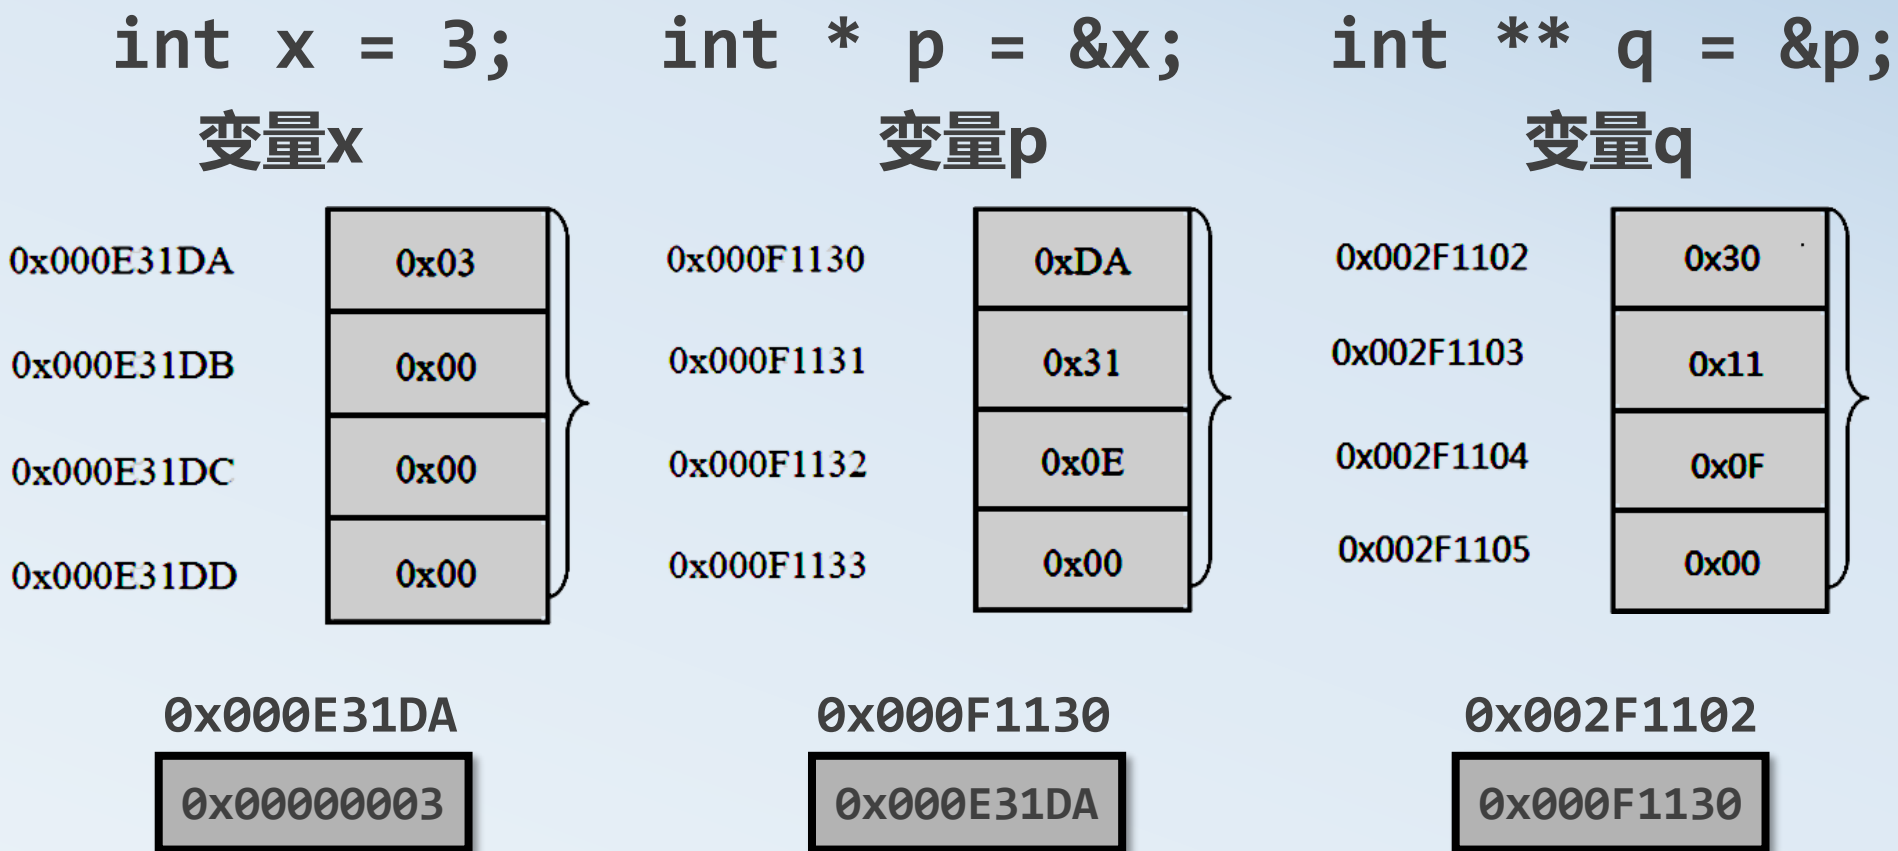 int x = 3;
int * p = &x;
int ** q = &p;
变量x
变量p
变量q
0x000E31DA
0x03
0x000E31DB
0x00
0x000E31DC
0x00
0x000E31DD
0x00
0x000F1130
0xDA
0x000F1131
0x31
0x000F1132
0x0E
0x000F1133
0x00
0x002F1102
0x30
0x002F1103
0x11
0x002F1104
0x0F
0x002F1105
0x00
0x000E31DA
0x00000003
0x000F1130
0x000E31DA
0x002F1102
0x000F1130